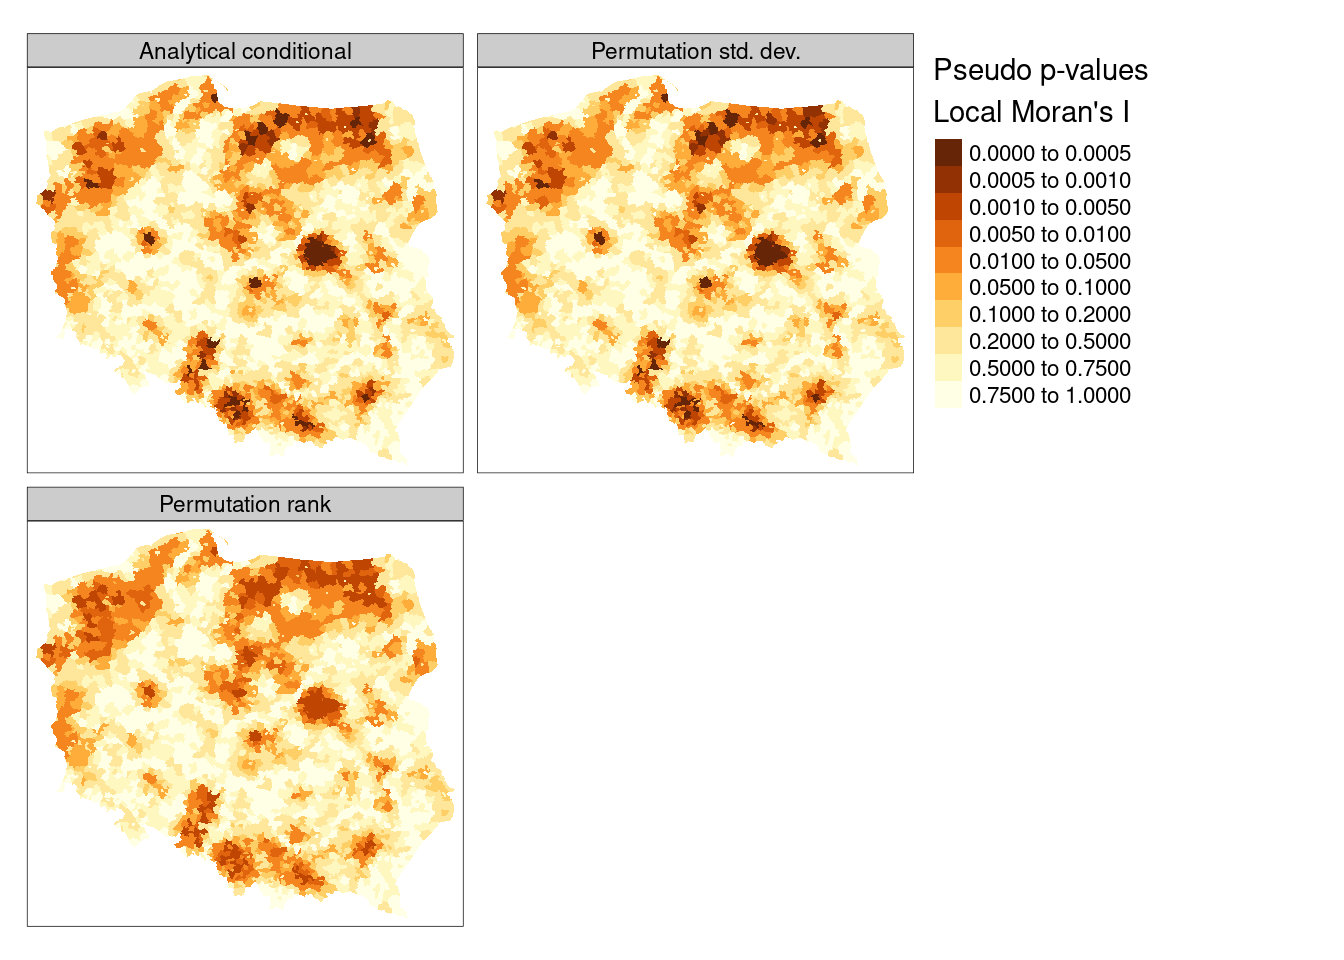 Analytical conditional
Permutation std. dev.
Pseudo p-values
Local Moran's I
0.0000 to 0.0005
0.0005 to 0.0010
0.0010 to 0.0050
0.0050 to 0.0100
0.0100 to 0.0500
0.0500 to 0.1000
0.1000 to 0.2000
0.2000 to 0.5000
0.5000 to 0.7500
0.7500 to 1.0000
Permutation rank